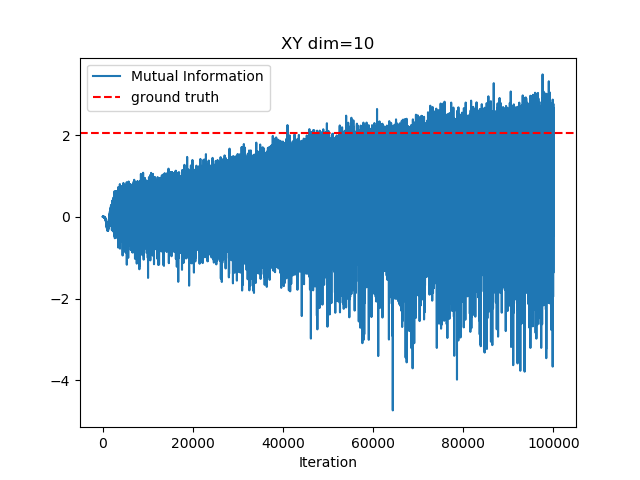 XY dim=10
Mutual Information
ground truth
2
0
−2
−4
0 20000 40000 60000 80000 100000
Iteration